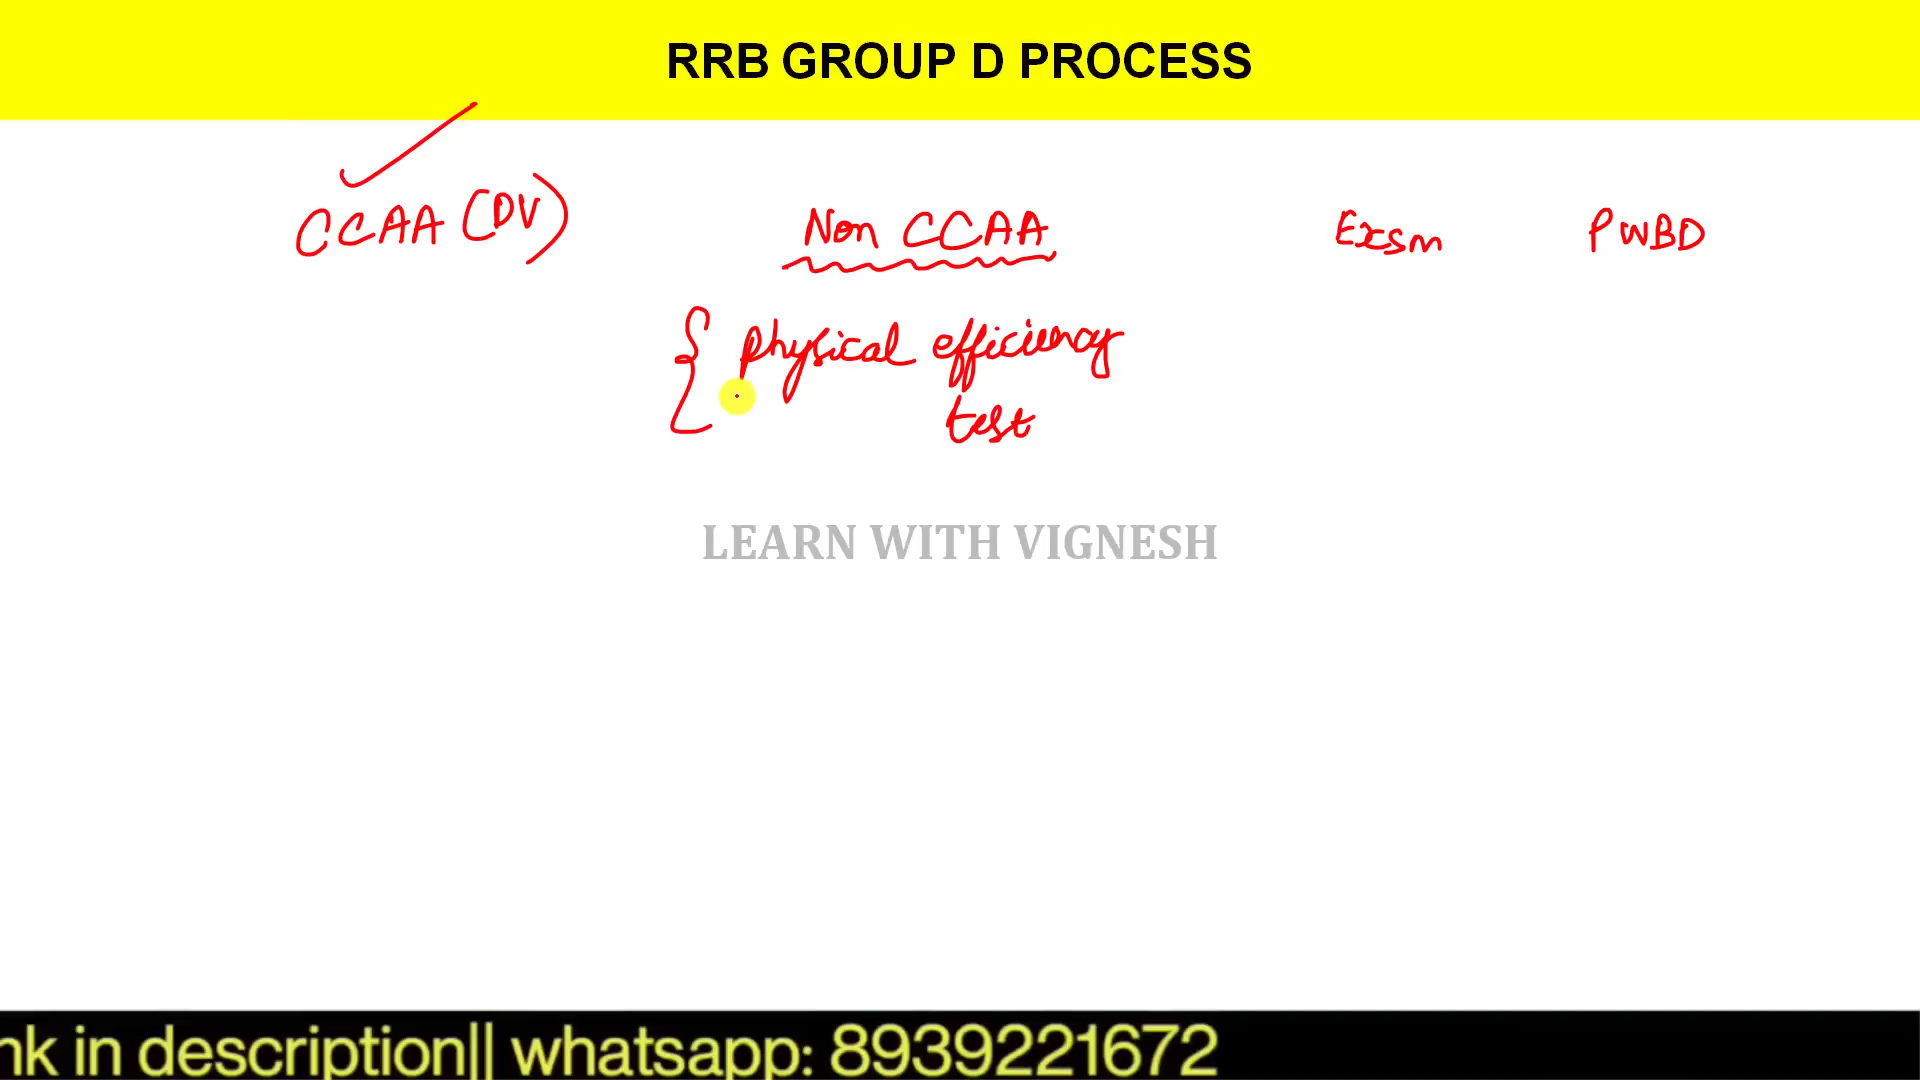 RRB GROUP D PROCESS
CCAA (DV) Non CCAA Exsm PWBD
physical efficiency
test
LEARN WITH VIGNESH
nk in description|| whatsapp: 8939221672